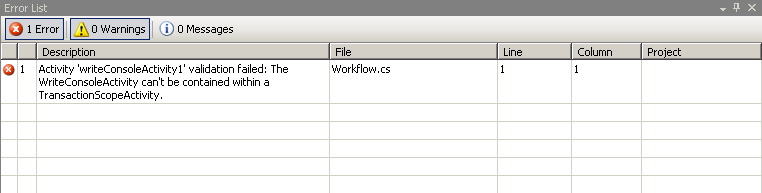 Error List
1 Error
0 Warnings
0 Messages
Description File Line Column Project
1 Activity 'writeConsoleActivity1' validation failed: The Workflow.cs 1 1
WriteConsoleActivity can't be contained within a
TransactionScopeActivity.